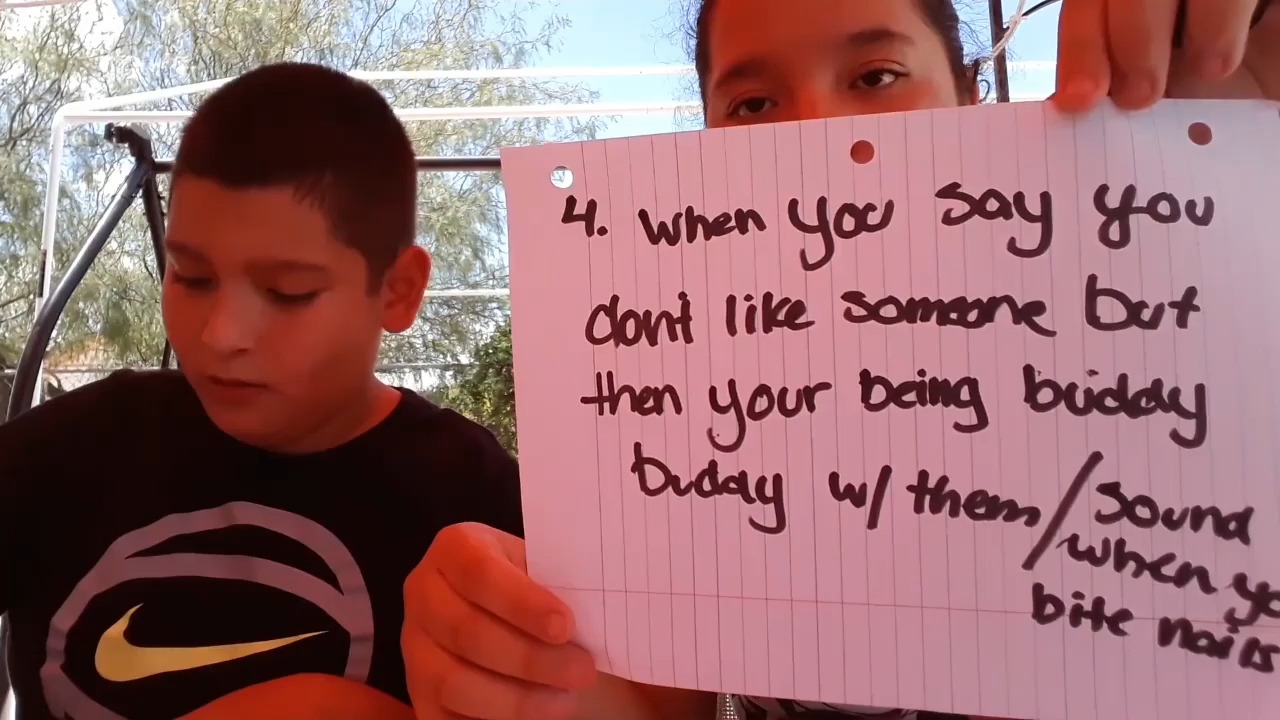 4. when you say you
dont like someone but
then your being buddy
buddy w/ them / sound
when yo
bite nails